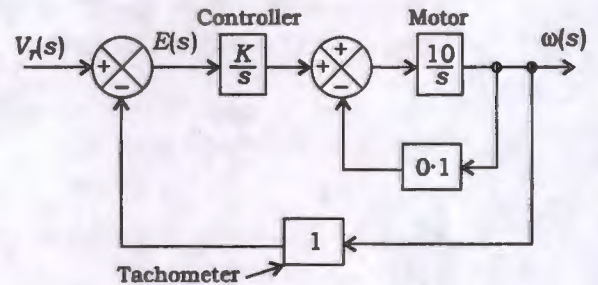 Controller
Motor
V_r(s)
E(s)
K/s
10/s
ω(s)
+
−
+
+
−
0·1
1
Tachometer